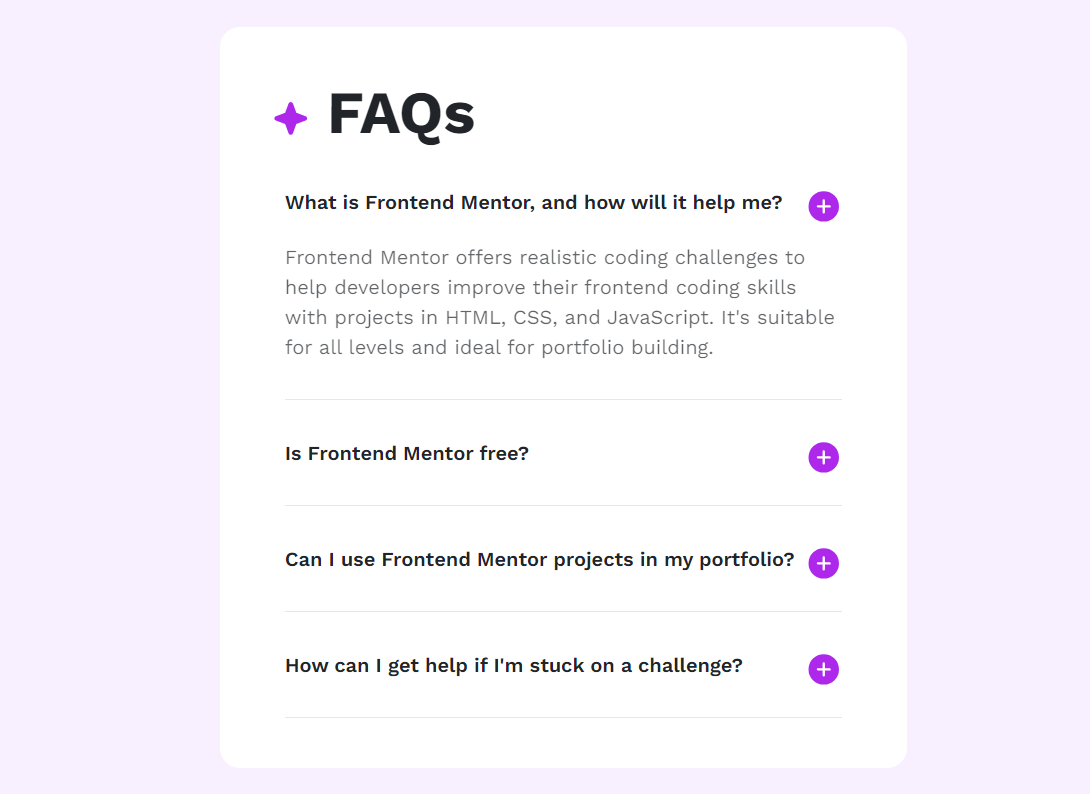 FAQs
What is Frontend Mentor, and how will it help me?
Frontend Mentor offers realistic coding challenges to
help developers improve their frontend coding skills
with projects in HTML, CSS, and JavaScript. It's suitable
for all levels and ideal for portfolio building.
Is Frontend Mentor free?
Can I use Frontend Mentor projects in my portfolio?
How can I get help if I'm stuck on a challenge?